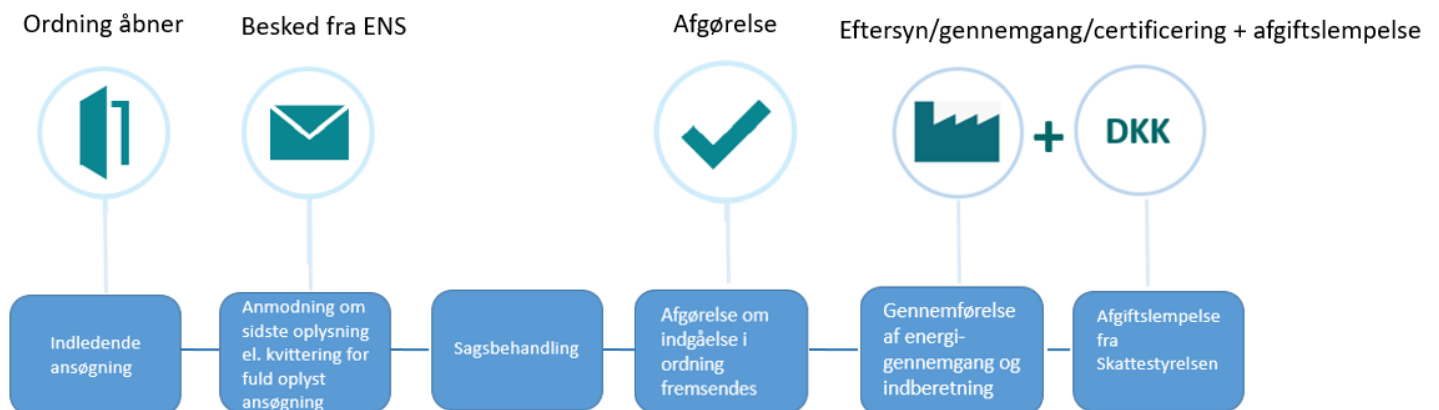 Ordning åbner
Besked fra ENS
Afgørelse
Eftersyn/gennemgang/certificering + afgiftslempelse
+
DKK
Indledende
ansøgning
Anmodning om
sidste oplysning
el. kvittering for
fuld oplyst
ansøgning
Sagsbehandling
Afgørelse om
indgåelse i
ordning
fremsendes
Gennemførelse
af energi-
gennemgang og
indberetning
Afgiftslempelse
fra
Skattestyrelsen